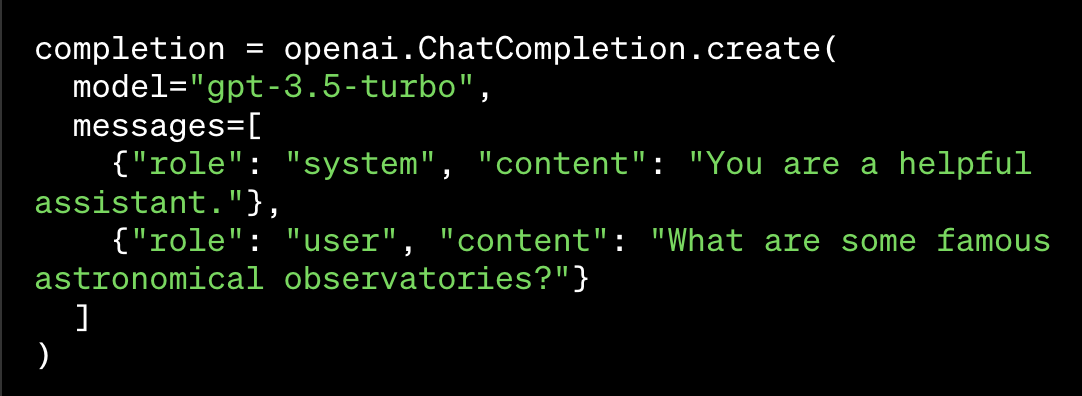 completion = openai.ChatCompletion.create(
  model="gpt-3.5-turbo",
  messages=[
    {"role": "system", "content": "You are a helpful
assistant."},
    {"role": "user", "content": "What are some famous
astronomical observatories?"}
  ]
)